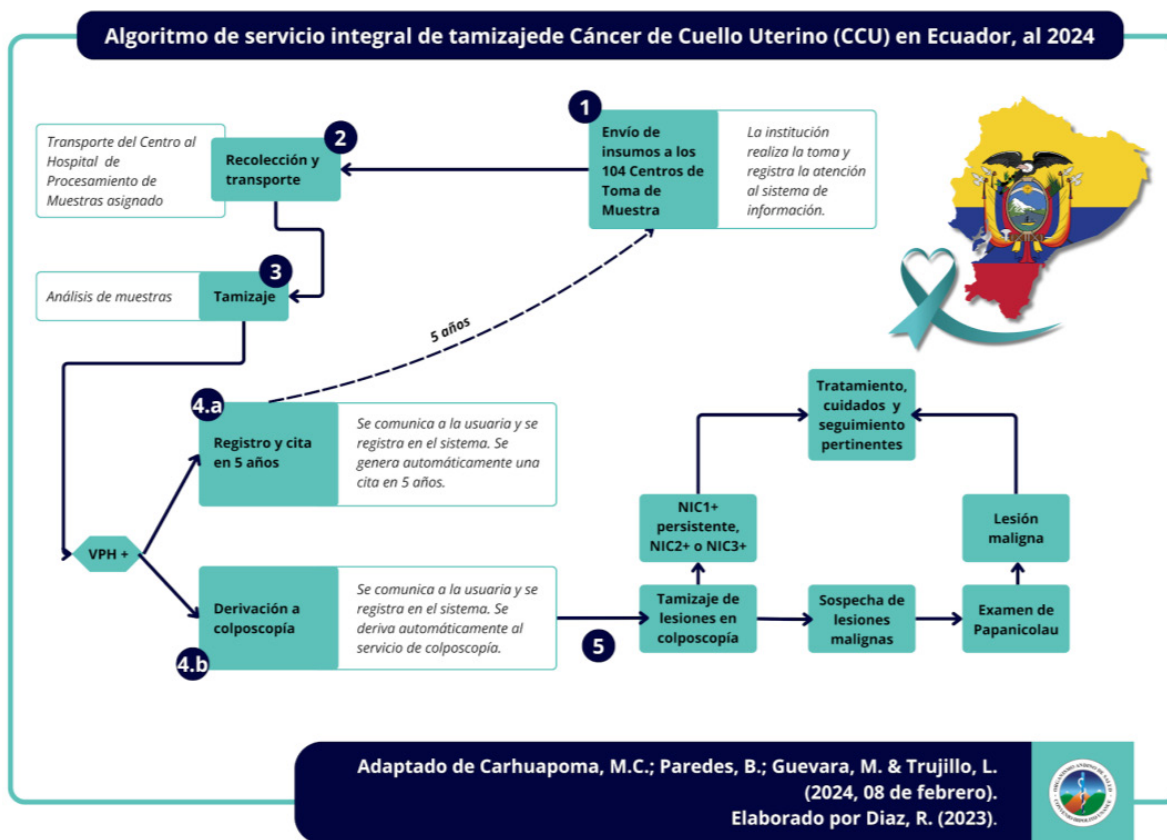 Algoritmo de servicio integral de tamizajede Cáncer de Cuello Uterino (CCU) en Ecuador, al 2024
1
Envío de
insumos a los
104 Centros de
Toma de
Muestra
La institución
realiza la toma y
registra la atención
al sistema de
información.
2
Recolección y
transporte
Transporte del Centro al
Hospital de
Procesamiento de
Muestras asignado
3
Tamizaje
Análisis de muestras
5 años
VPH +
4.a
Registro y cita
en 5 años
Se comunica a la usuaria y se
registra en el sistema. Se
genera automáticamente una
cita en 5 años.
4.b
Derivación a
colposcopía
Se comunica a la usuaria y se
registra en el sistema. Se
deriva automáticamente al
servicio de colposcopía.
5
Tamizaje de
lesiones en
colposcopía
NIC1+
persistente,
NIC2+ o NIC3+
Sospecha de
lesiones
malignas
Examen de
Papanicolau
Lesión
maligna
Tratamiento,
cuidados y
seguimiento
pertinentes
Adaptado de Carhuapoma, M.C.; Paredes, B.; Guevara, M. & Trujillo, L.
(2024, 08 de febrero).
Elaborado por Diaz, R. (2023).
ORGANISMO ANDINO DE SALUD
CONVENIO HIPÓLITO UNANUE